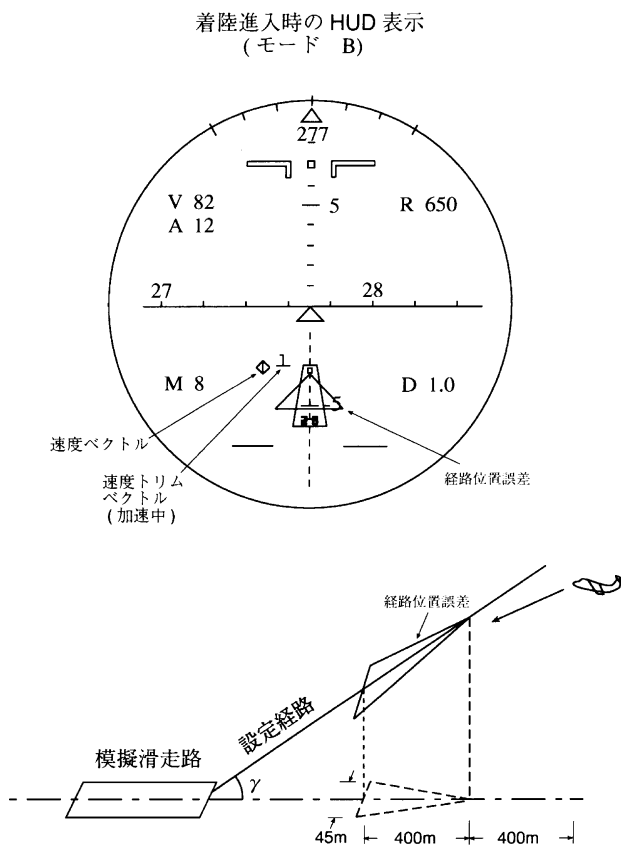 着陸進入時の HUD 表示
(モード B)
277
V 82
A 12
5
R 650
27
28
M 8
5
28
D 1.0
速度ベクトル
速度トリム
ベクトル
(加速中)
経路位置誤差
経路位置誤差
設定経路
模擬滑走路
γ
45m
400m
400m